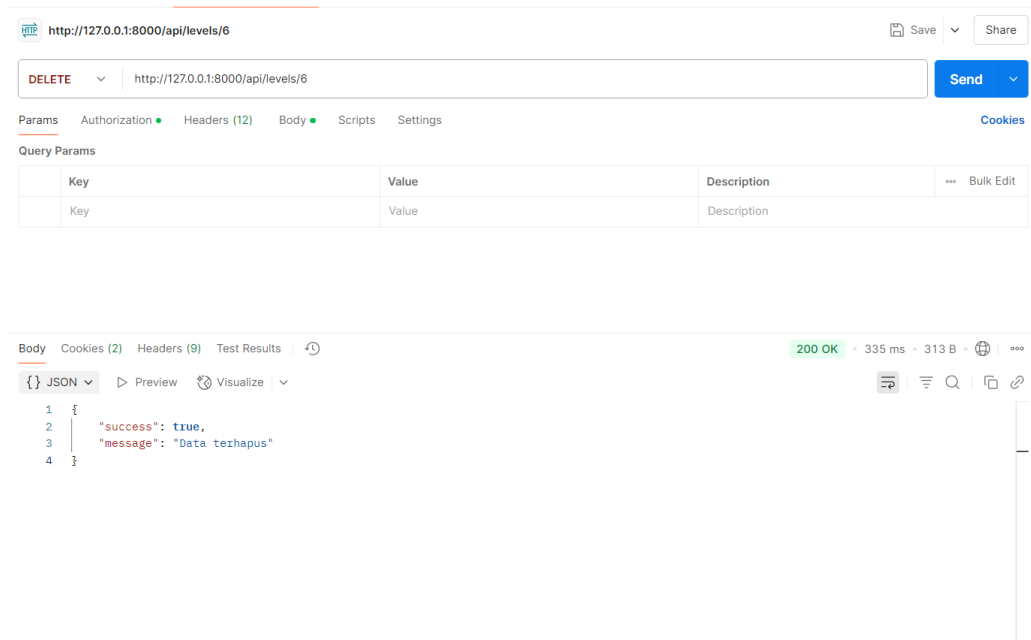 HTTP http://127.0.0.1:8000/api/levels/6 Save Share
DELETE http://127.0.0.1:8000/api/levels/6 Send
Params Authorization Headers (12) Body Scripts Settings Cookies
Query Params
Key Value Description Bulk Edit
Key Value Description
Body Cookies (2) Headers (9) Test Results 200 OK 335 ms 313 B
{} JSON Preview Visualize
1 {
2 "success": true,
3 "message": "Data terhapus"
4 }